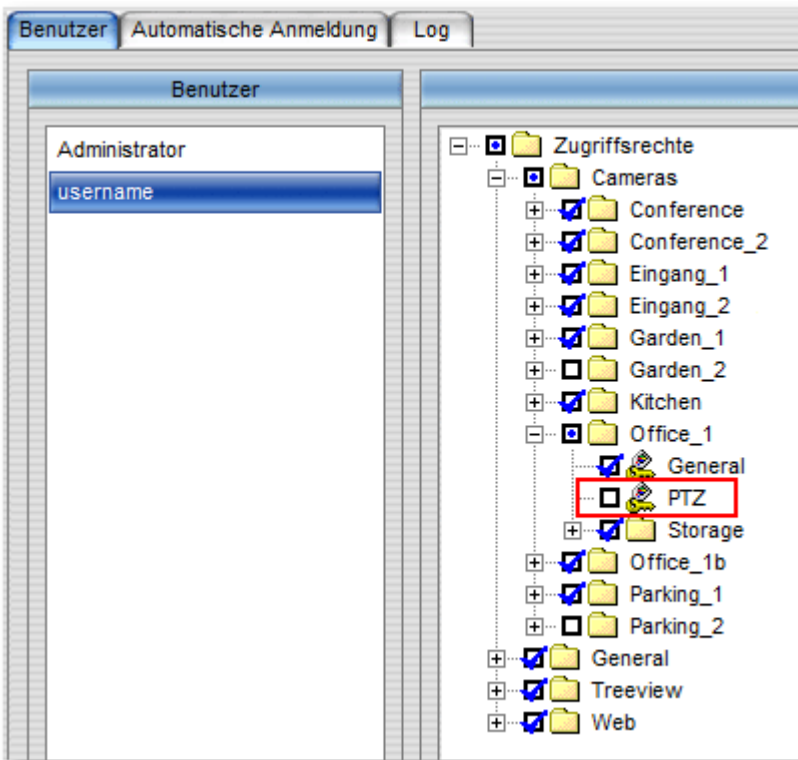 Benutzer Automatische Anmeldung Log
Benutzer
Administrator
username
Zugriffsrechte
Cameras
Conference
Conference_2
Eingang_1
Eingang_2
Garden_1
Garden_2
Kitchen
Office_1
General
PTZ
Storage
Office_1b
Parking_1
Parking_2
General
Treeview
Web